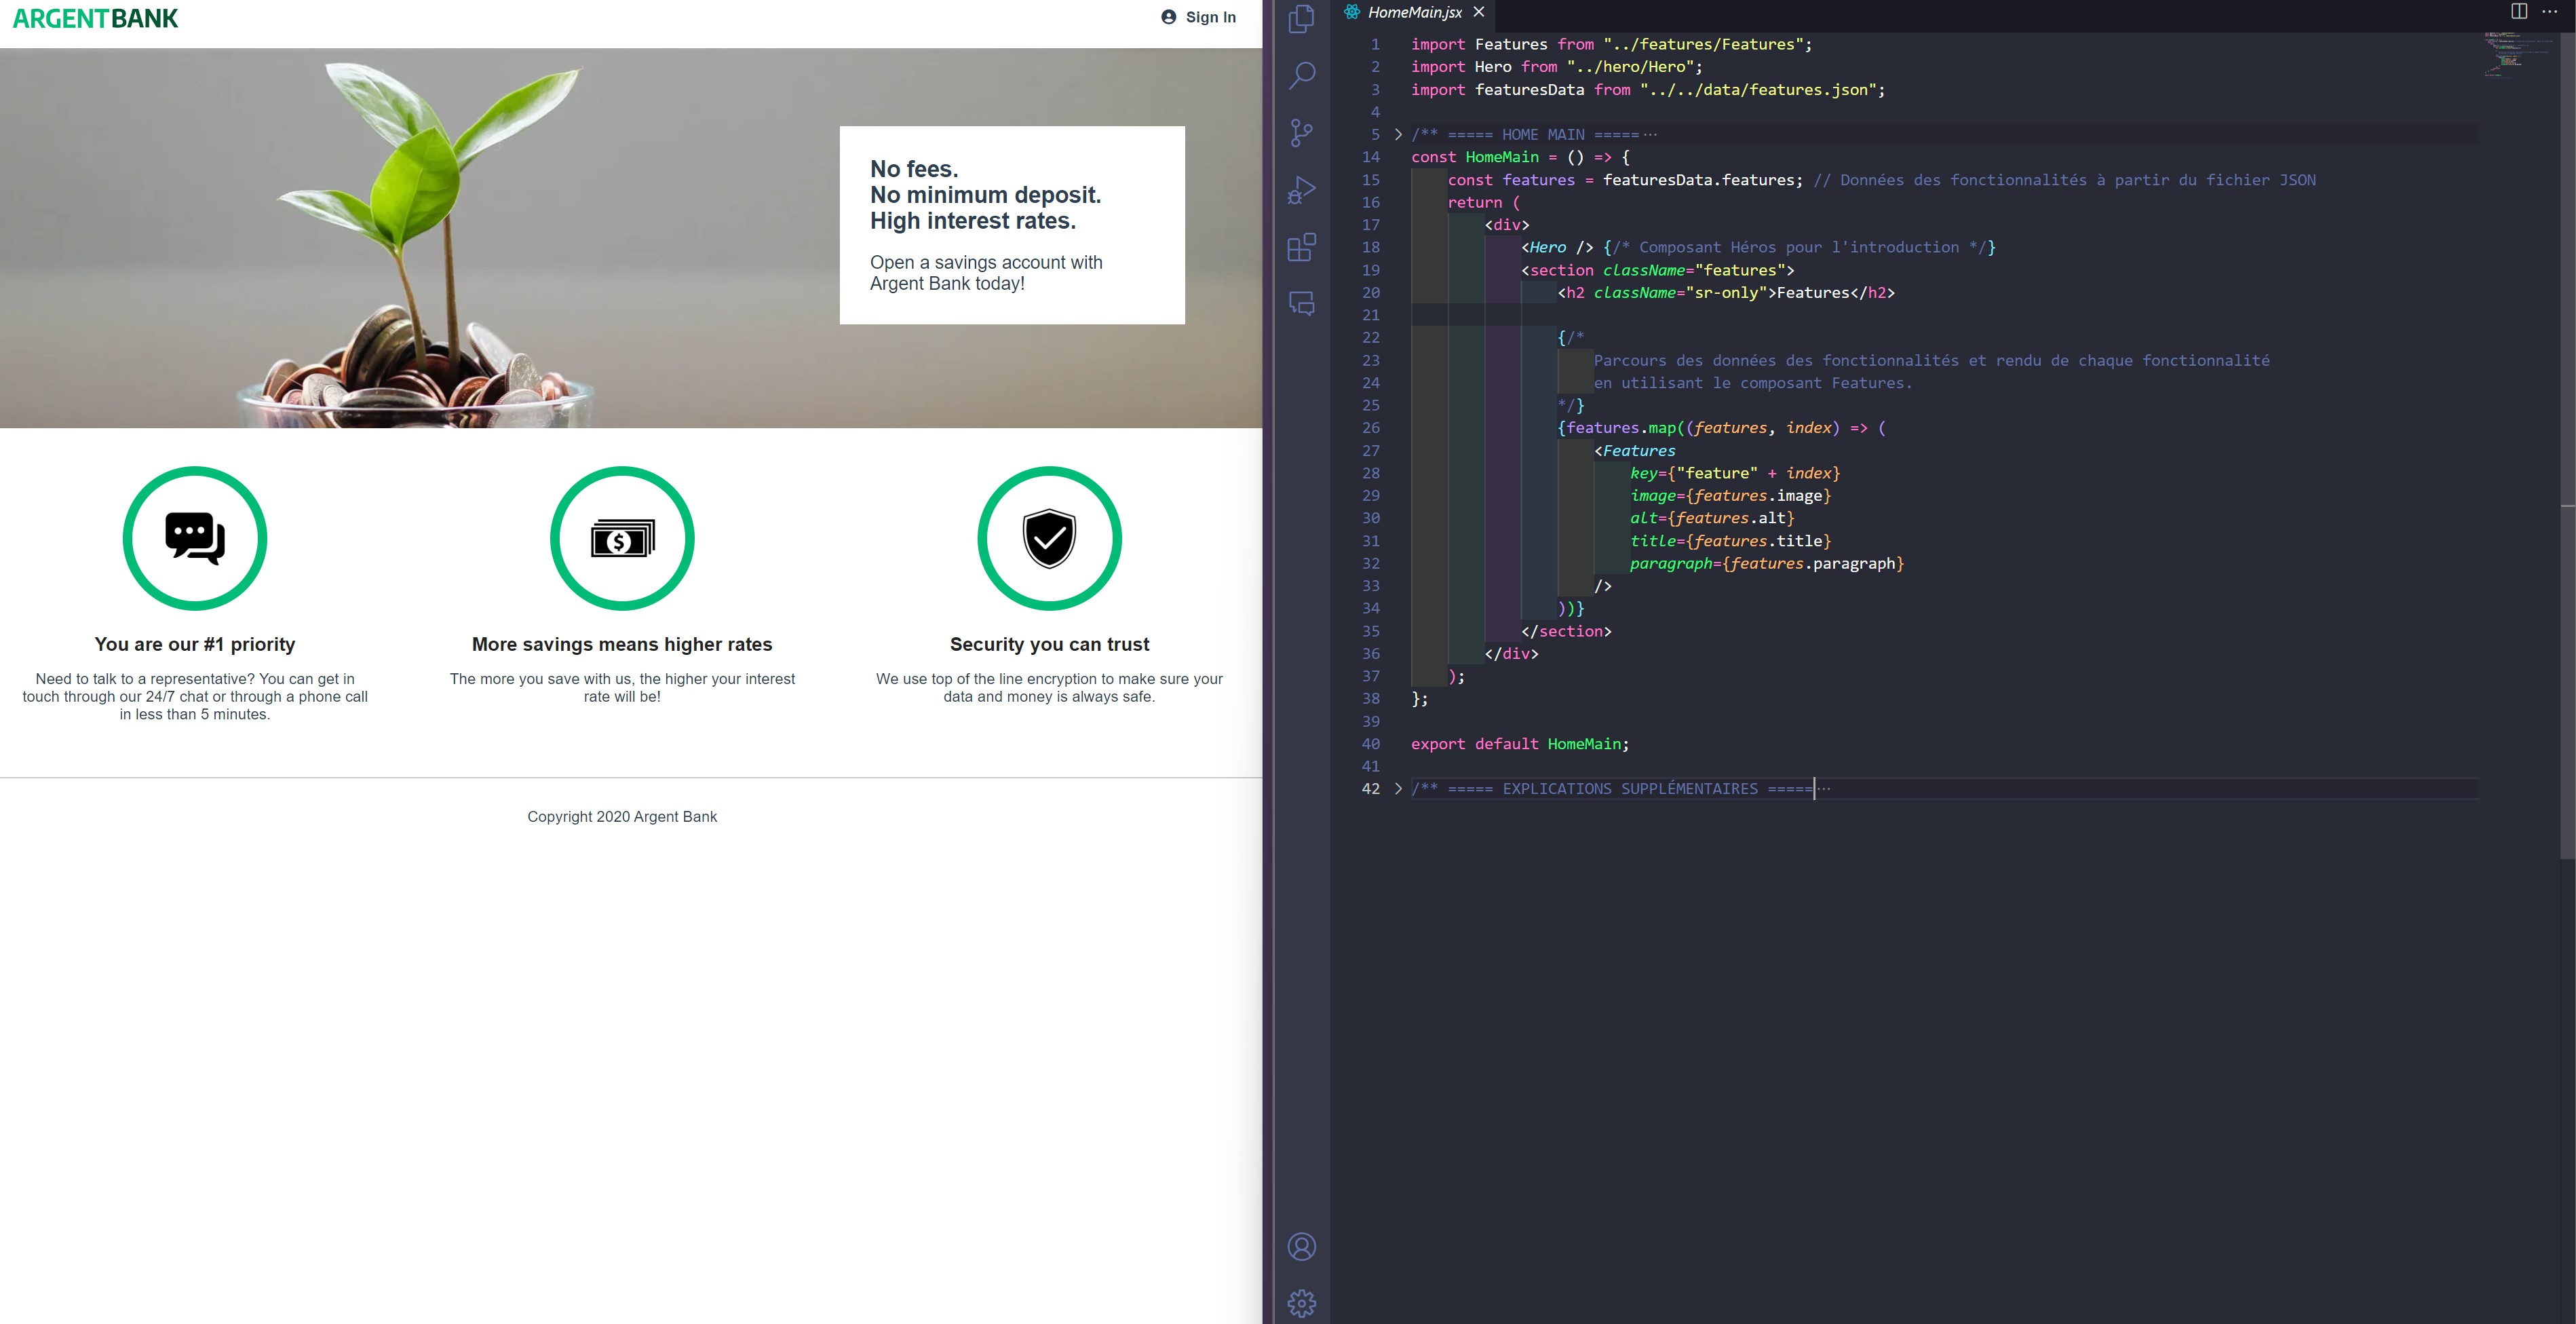 ARGENTBANK
Sign In
No fees.
No minimum deposit.
High interest rates.
Open a savings account with
Argent Bank today!
You are our #1 priority
Need to talk to a representative? You can get in
touch through our 24/7 chat or through a phone call
in less than 5 minutes.
More savings means higher rates
The more you save with us, the higher your interest
rate will be!
Security you can trust
We use top of the line encryption to make sure your
data and money is always safe.
Copyright 2020 Argent Bank
HomeMain.jsx
1 import Features from "../features/Features";
2 import Hero from "../hero/Hero";
3 import featuresData from "../../data/features.json";
4
5 /** ===== HOME MAIN =====···
14 const HomeMain = () => {
15 const features = featuresData.features; // Données des fonctionnalités à partir du fichier JSON
16 return (
17 <div>
18 <Hero /> {/* Composant Héros pour l'introduction */}
19 <section className="features">
20 <h2 className="sr-only">Features</h2>
21
22 {/*
23 Parcours des données des fonctionnalités et rendu de chaque fonctionnalité
24 en utilisant le composant Features.
25 */}
26 {features.map((features, index) => (
27 <Features
28 key={"feature" + index}
29 image={features.image}
30 alt={features.alt}
31 title={features.title}
32 paragraph={features.paragraph}
33 />
34 ))}
35 </section>
36 </div>
37 );
38 };
39
40 export default HomeMain;
41
42 /** ===== EXPLICATIONS SUPPLÉMENTAIRES =====···